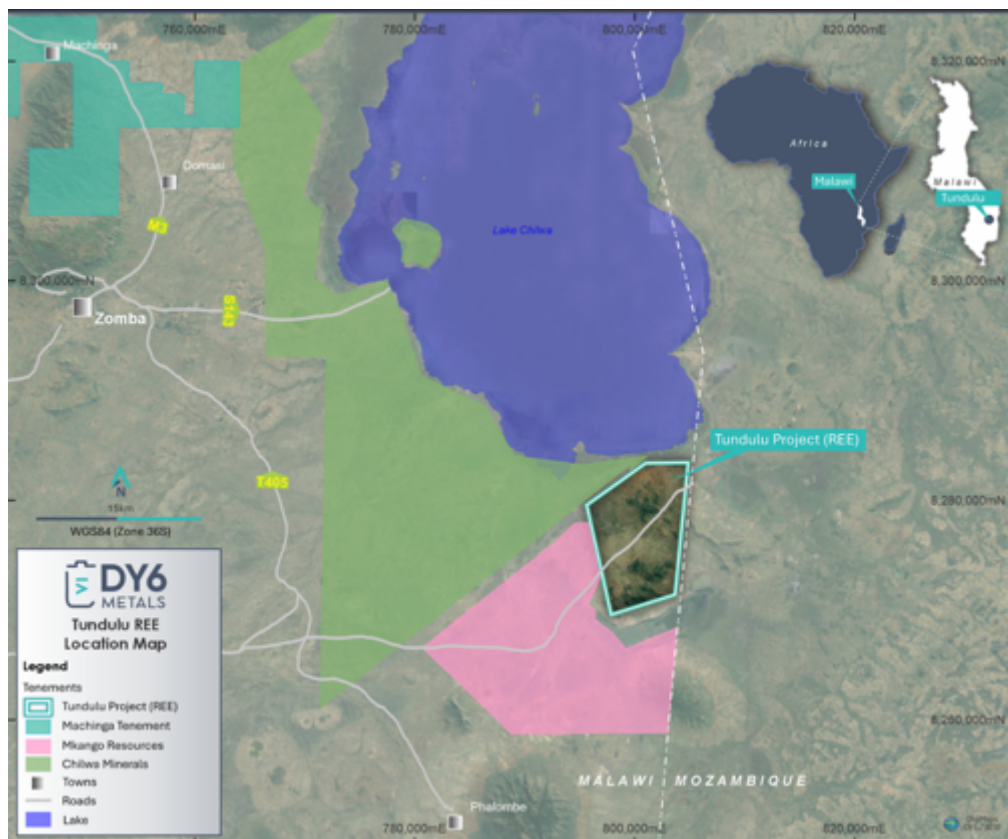 760,000mE
780,000mE
800,000mE
820,000mE
8,320,000mN
Machinga
Domasi
M3
Lake Chilwa
Africa
Malawi
Malawi
Tundulu
8,300,000mN
8,300,000mN
Zomba
S143
Tundulu Project (REE)
T405
8,280,000mN
N
15km
WGS84 (Zone 36S)
DY6
METALS
Tundulu REE
Location Map
Legend
Tenements
Tundulu Project (REE)
Machinga Tenement
Mkango Resources
Chilwa Minerals
Towns
Roads
Lake
8,260,000mN
MALAWI
MOZAMBIQUE
Phalombe
780,000mE
800,000mE
820,000mE